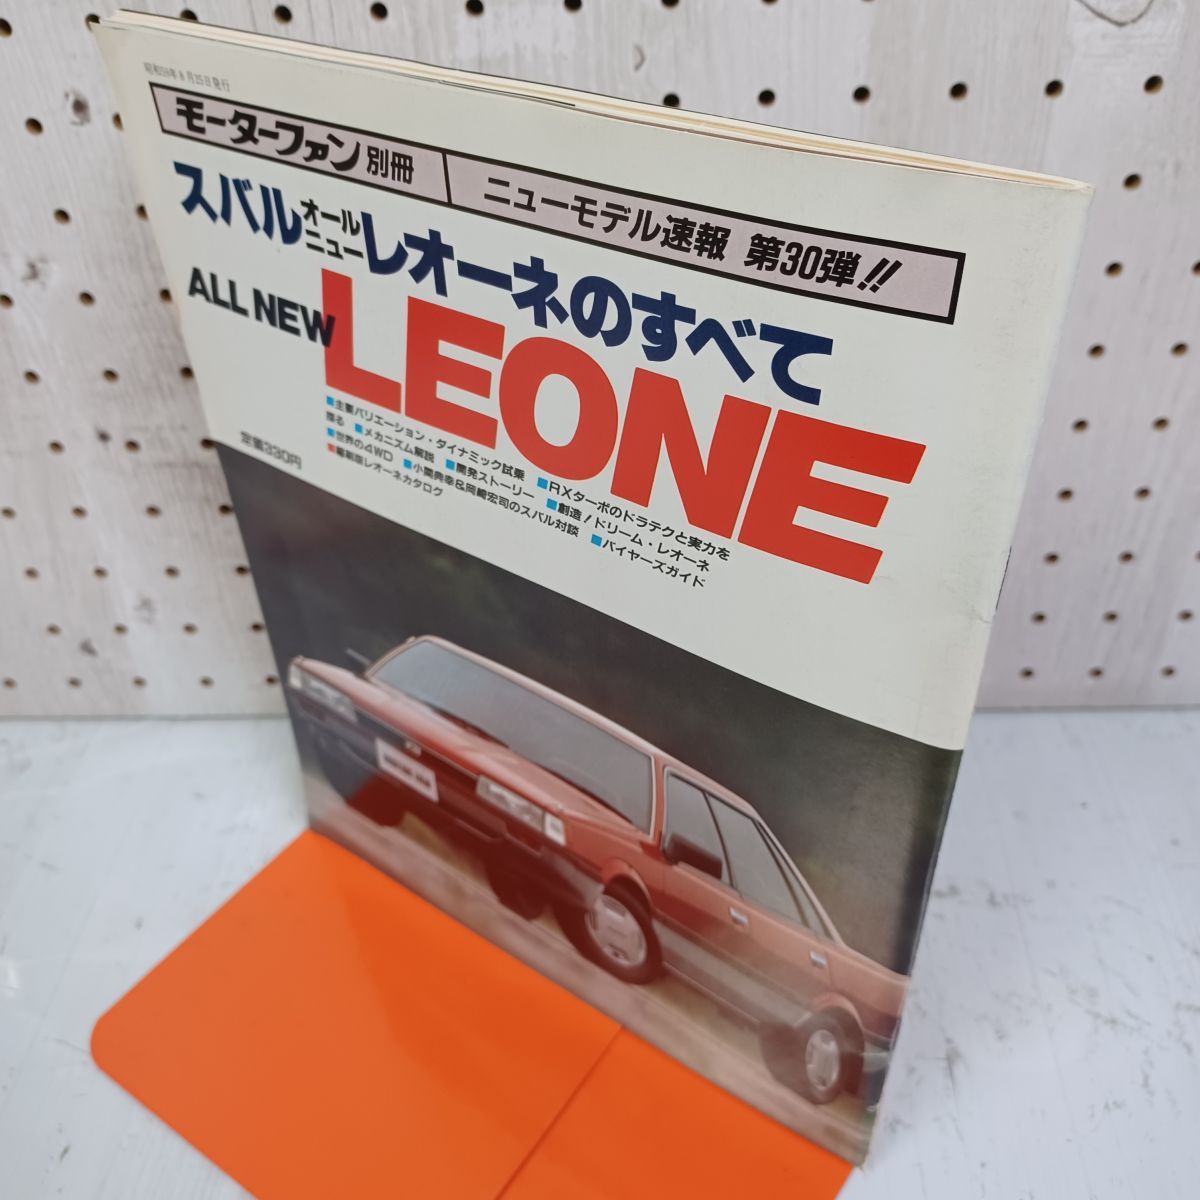 昭和59年8月25日発行
モーターファン 別冊 ニューモデル速報 第30弾!!
スバル オールニュー レオーネのすべて
ALL NEW
LEONE
定価330円
■主要バリエーション・ダイナミック試乗 ■RXターボのドラテクと実力を
探る ■メカニズム解説 ■開発ストーリー ■創造!ドリーム・レオーネ
■世界の4WD ■小関典幸&岡崎宏司のスバル対談 ■バイヤーズガイド
■縮刷版レオーネカタログ